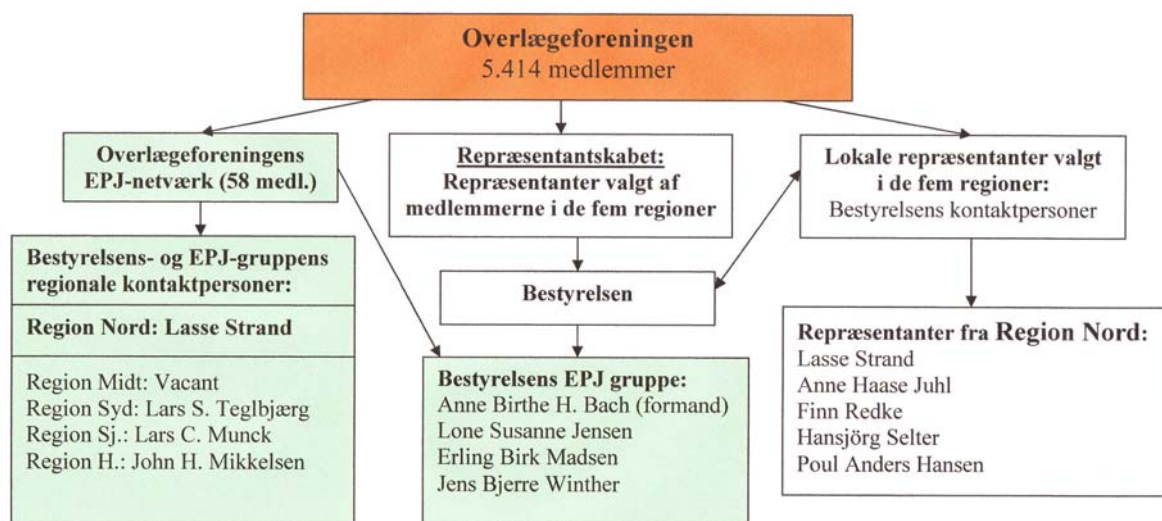 Overlægeforeningen
5.414 medlemmer
Overlægeforeningens
EPJ-netværk (58 medl.)
Repræsentantskabet:
Repræsentanter valgt af
medlemmerne i de fem regioner
Lokale repræsentanter valgt
i de fem regioner:
Bestyrelsens kontaktpersoner
Bestyrelsens- og EPJ-gruppens
regionale kontaktpersoner:
Region Nord: Lasse Strand
Region Midt: Vacant
Region Syd: Lars S. Teglbjærg
Region Sj.: Lars C. Munck
Region H.: John H. Mikkelsen
Bestyrelsen
Bestyrelsens EPJ gruppe:
Anne Birthe H. Bach (formand)
Lone Susanne Jensen
Erling Birk Madsen
Jens Bjerre Winther
Repræsentanter fra Region Nord:
Lasse Strand
Anne Haase Juhl
Finn Redke
Hansjörg Selter
Poul Anders Hansen